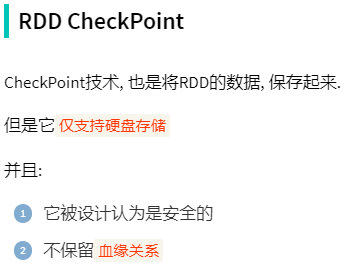 RDD CheckPoint
CheckPoint技术, 也是将RDD的数据, 保存起来.
但是它仅支持硬盘存储
并且:
1 它被设计认为是安全的
2 不保留血缘关系